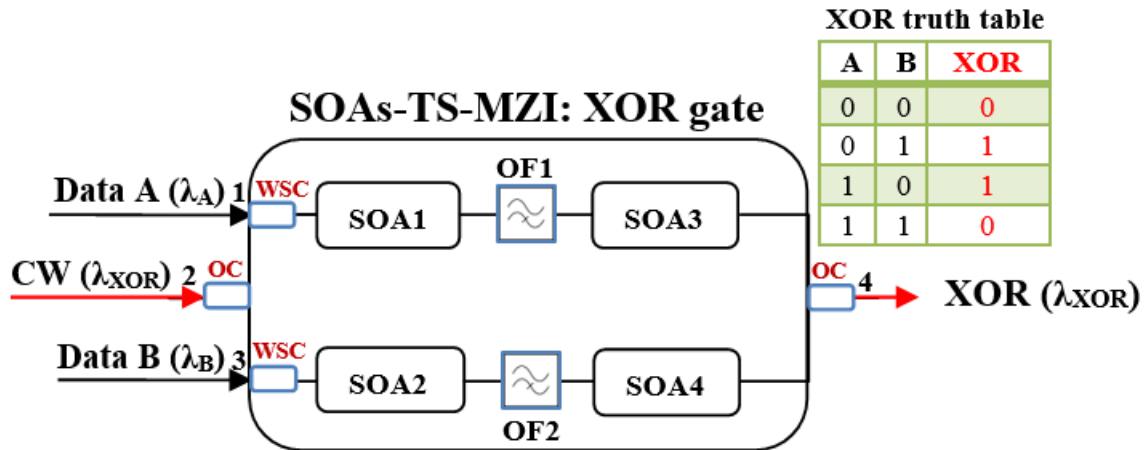 XOR truth table
A B XOR
0 0 0
0 1 1
1 0 1
1 1 0
SOAs-TS-MZI: XOR gate
Data A (λA) 1
WSC
SOA1
OF1
SOA3
CW (λXOR) 2
OC
OC
4
XOR (λXOR)
Data B (λB) 3
WSC
SOA2
OF2
SOA4